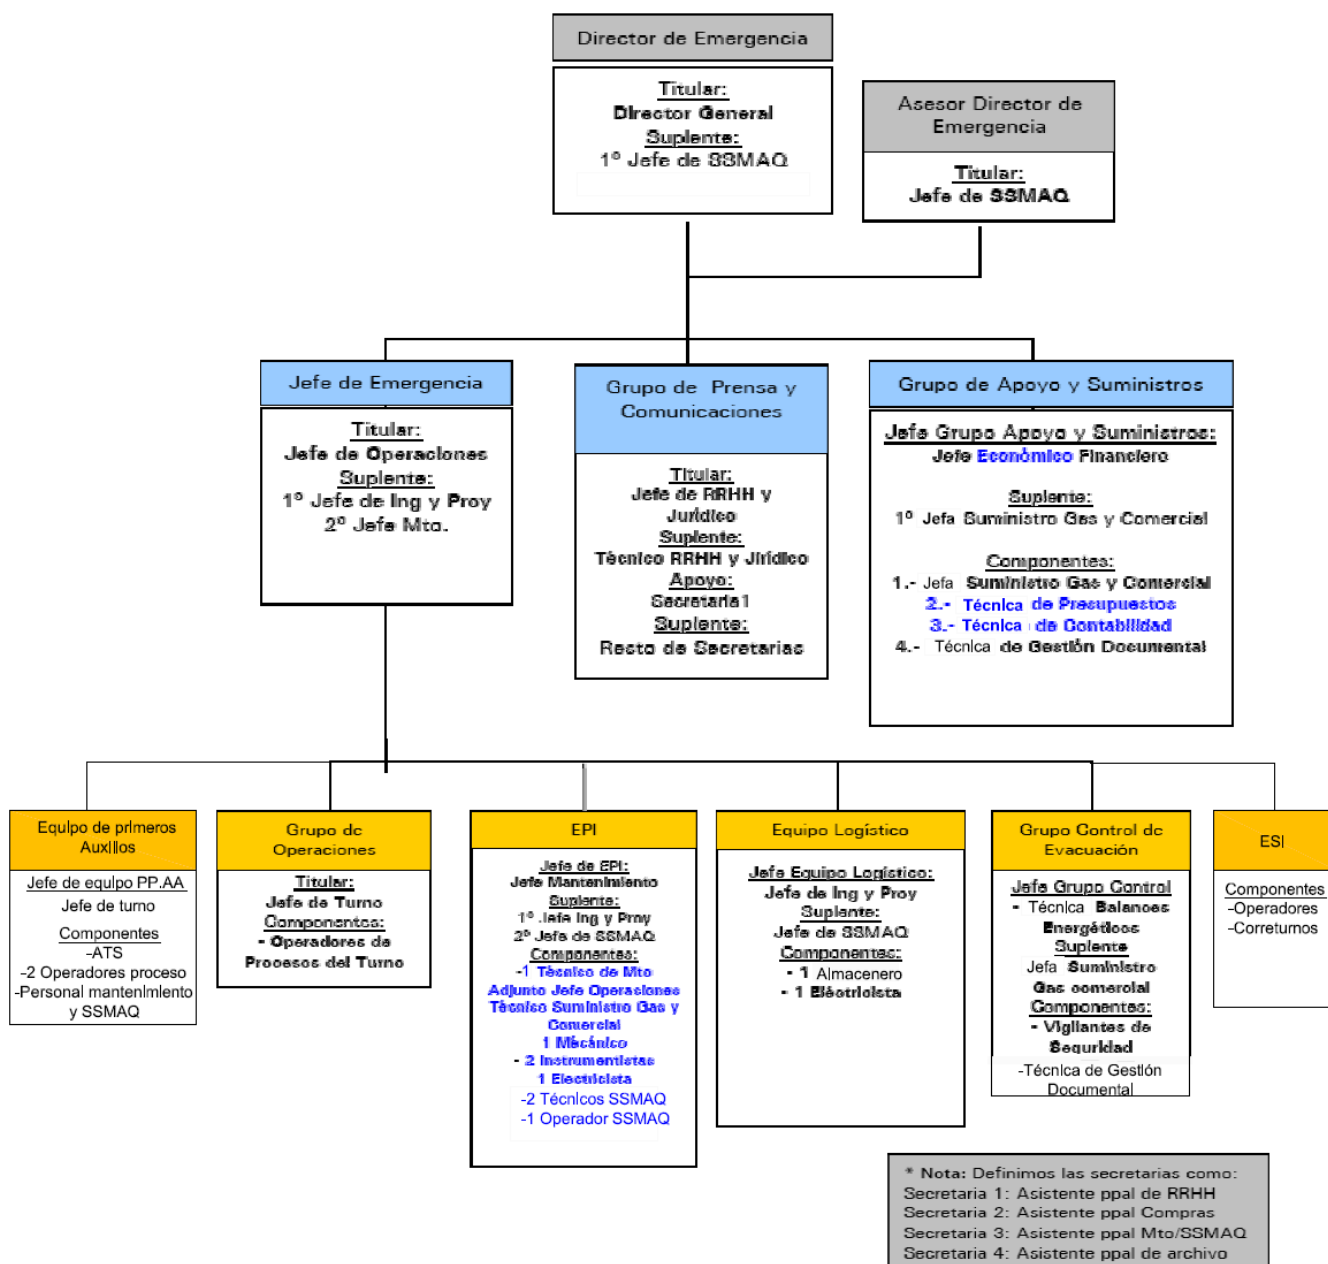 Director de Emergencia
Titular:
Director General
Suplente:
1º Jefe de SSMAQ
Asesor Director de
Emergencia
Titular:
Jefe de SSMAQ
Jefe de Emergencia
Titular:
Jefe de Operaciones
Suplente:
1º Jefe de Ing y Proy
2º Jefe Mto.
Grupo de Prensa y
Comunicaciones
Titular:
Jefe de RRHH y
Jurídico
Suplente:
Técnico RRHH y Jirídico
Apoyo:
Secretaria1
Suplente:
Resto de Secretarias
Grupo de Apoyo y Suministros
Jefe Grupo Apoyo y Suministros:
Jefe Económico Financiero
Suplente:
1º Jefa Suministro Gas y Comercial
Componentes:
1.- Jefa Suministro Gas y Comercial
2.- Técnica de Presupuestos
3.- Técnica de Contabilidad
4.- Técnica de Gestión Documental
Equipo de primeros
Auxilios
Jefe de equipo PP.AA
Jefe de turno
Componentes
-ATS
-2 Operadores proceso
-Personal mantenimiento
y SSMAQ
Grupo de
Operaciones
Titular:
Jefe de Turno
Componentes:
- Operadores de
Procesos del Turno
EPI
Jefe de EPI:
Jefe Mantenimiento
Suplente:
1º Jefe Ing y Proy
2º Jefe de SSMAQ
Componentes:
-1 Técnico de Mto
Adjunto Jefe Operaciones
Técnico Suministro Gas y
Comercial
1 Mecánico
- 2 Instrumentistas
1 Electricista
-2 Técnicos SSMAQ
-1 Operador SSMAQ
Equipo Logístico
Jefe Equipo Logístico:
Jefe de Ing y Proy
Suplente:
Jefe de SSMAQ
Componentes:
- 1 Almacenero
- 1 Eléctricista
Grupo Control de
Evacuación
Jefe Grupo Control
- Técnica Balances
Energéticos
Suplente
Jefa Suministro
Gas comercial
Componentes:
- Vigilantes de
Seguridad
-Técnica de Gestión
Documental
ESI
Componentes
-Operadores
-Correturnos
* Nota: Definimos las secretarias como:
Secretaria 1: Asistente ppal de RRHH
Secretaria 2: Asistente ppal Compras
Secretaria 3: Asistente ppal Mto/SSMAQ
Secretaria 4: Asistente ppal de archivo